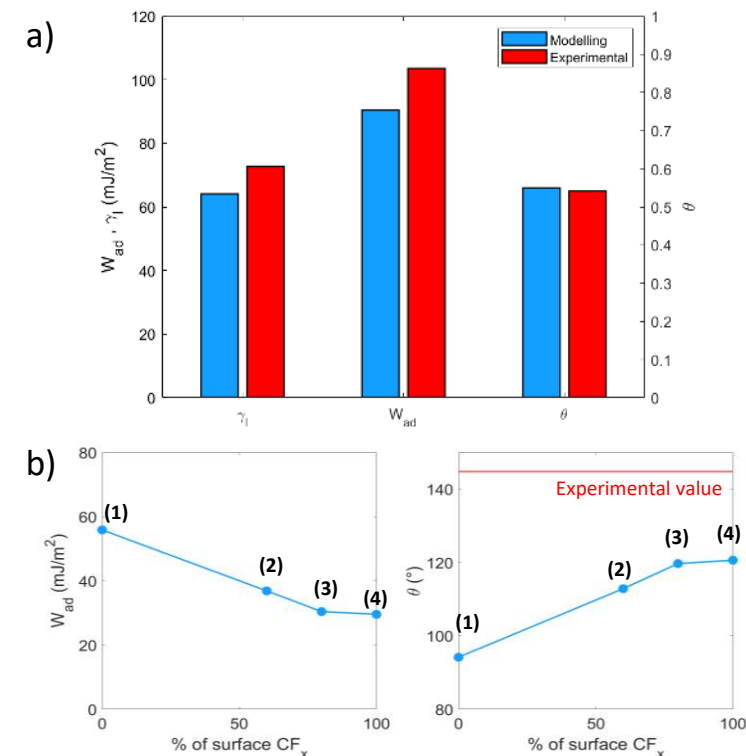 a)
120
100
80
60
40
20
0
W_ad , γ_l (mJ/m²)
Modelling
Experimental
1
0.9
0.8
0.7
0.6
0.5
0.4
0.3
0.2
0.1
0
θ
γ_l
W_ad
θ
b)
80
60
40
20
0
W_ad (mJ/m²)
(1)
(2)
(3)
(4)
0
50
100
% of surface CF_x
140
120
100
80
θ (°)
Experimental value
(1)
(2)
(3)
(4)
0
50
100
% of surface CF_x